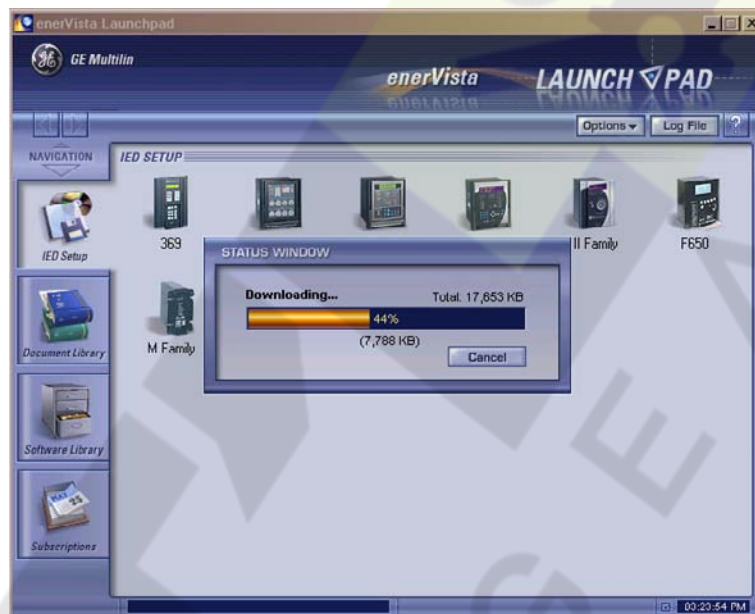 enerVista Launchpad
GE Multilin
enerVista LAUNCH PAD
Options Log File ?
NAVIGATION
IED SETUP
IED Setup
369
II Family
F650
STATUS WINDOW
Downloading...
Total: 17,653 KB
44%
(7,788 KB)
Cancel
M Family
Document Library
Software Library
Subscriptions
03:23:54 PM